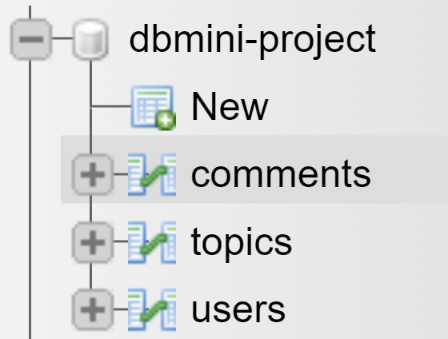 dbmini-project
New
comments
topics
users